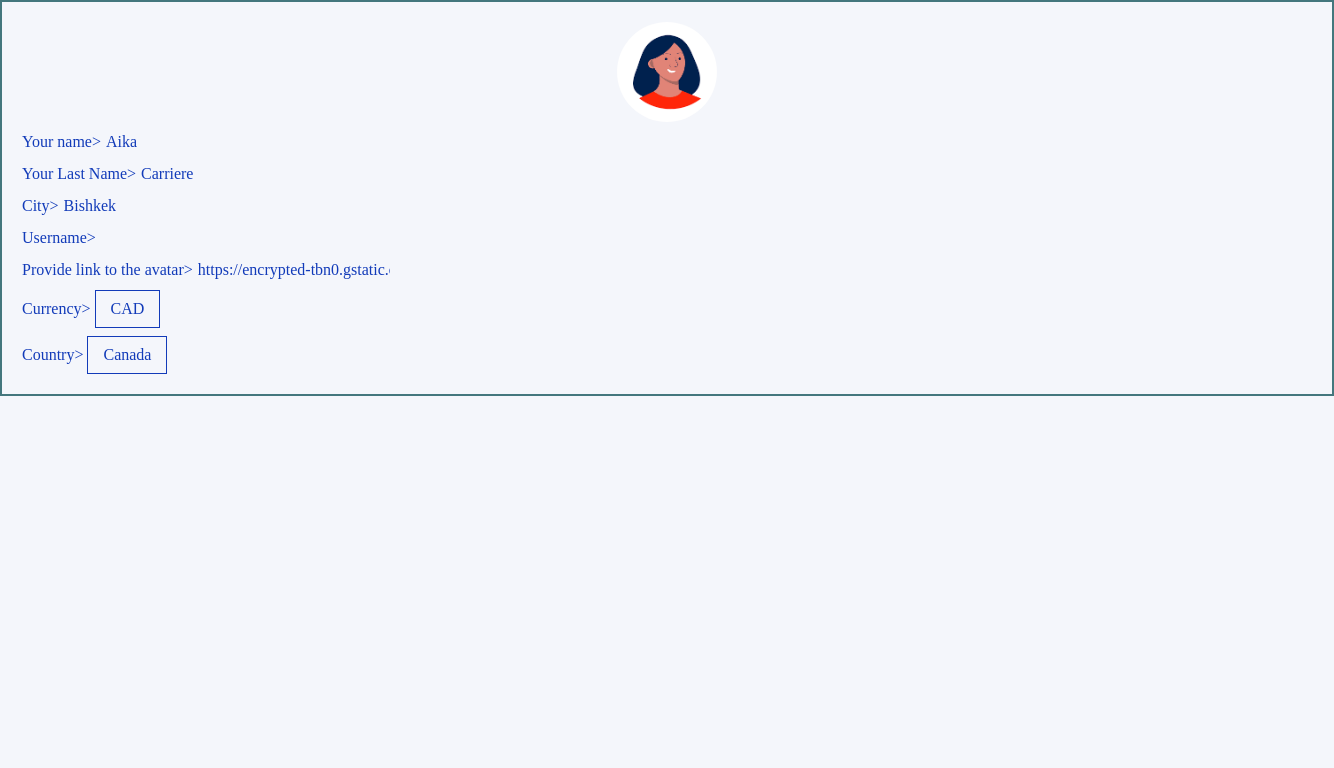 Your name> Aika
Your Last Name> Carriere
City> Bishkek
Username>
Provide link to the avatar> https://encrypted-tbn0.gstatic.
Currency> CAD
Country> Canada